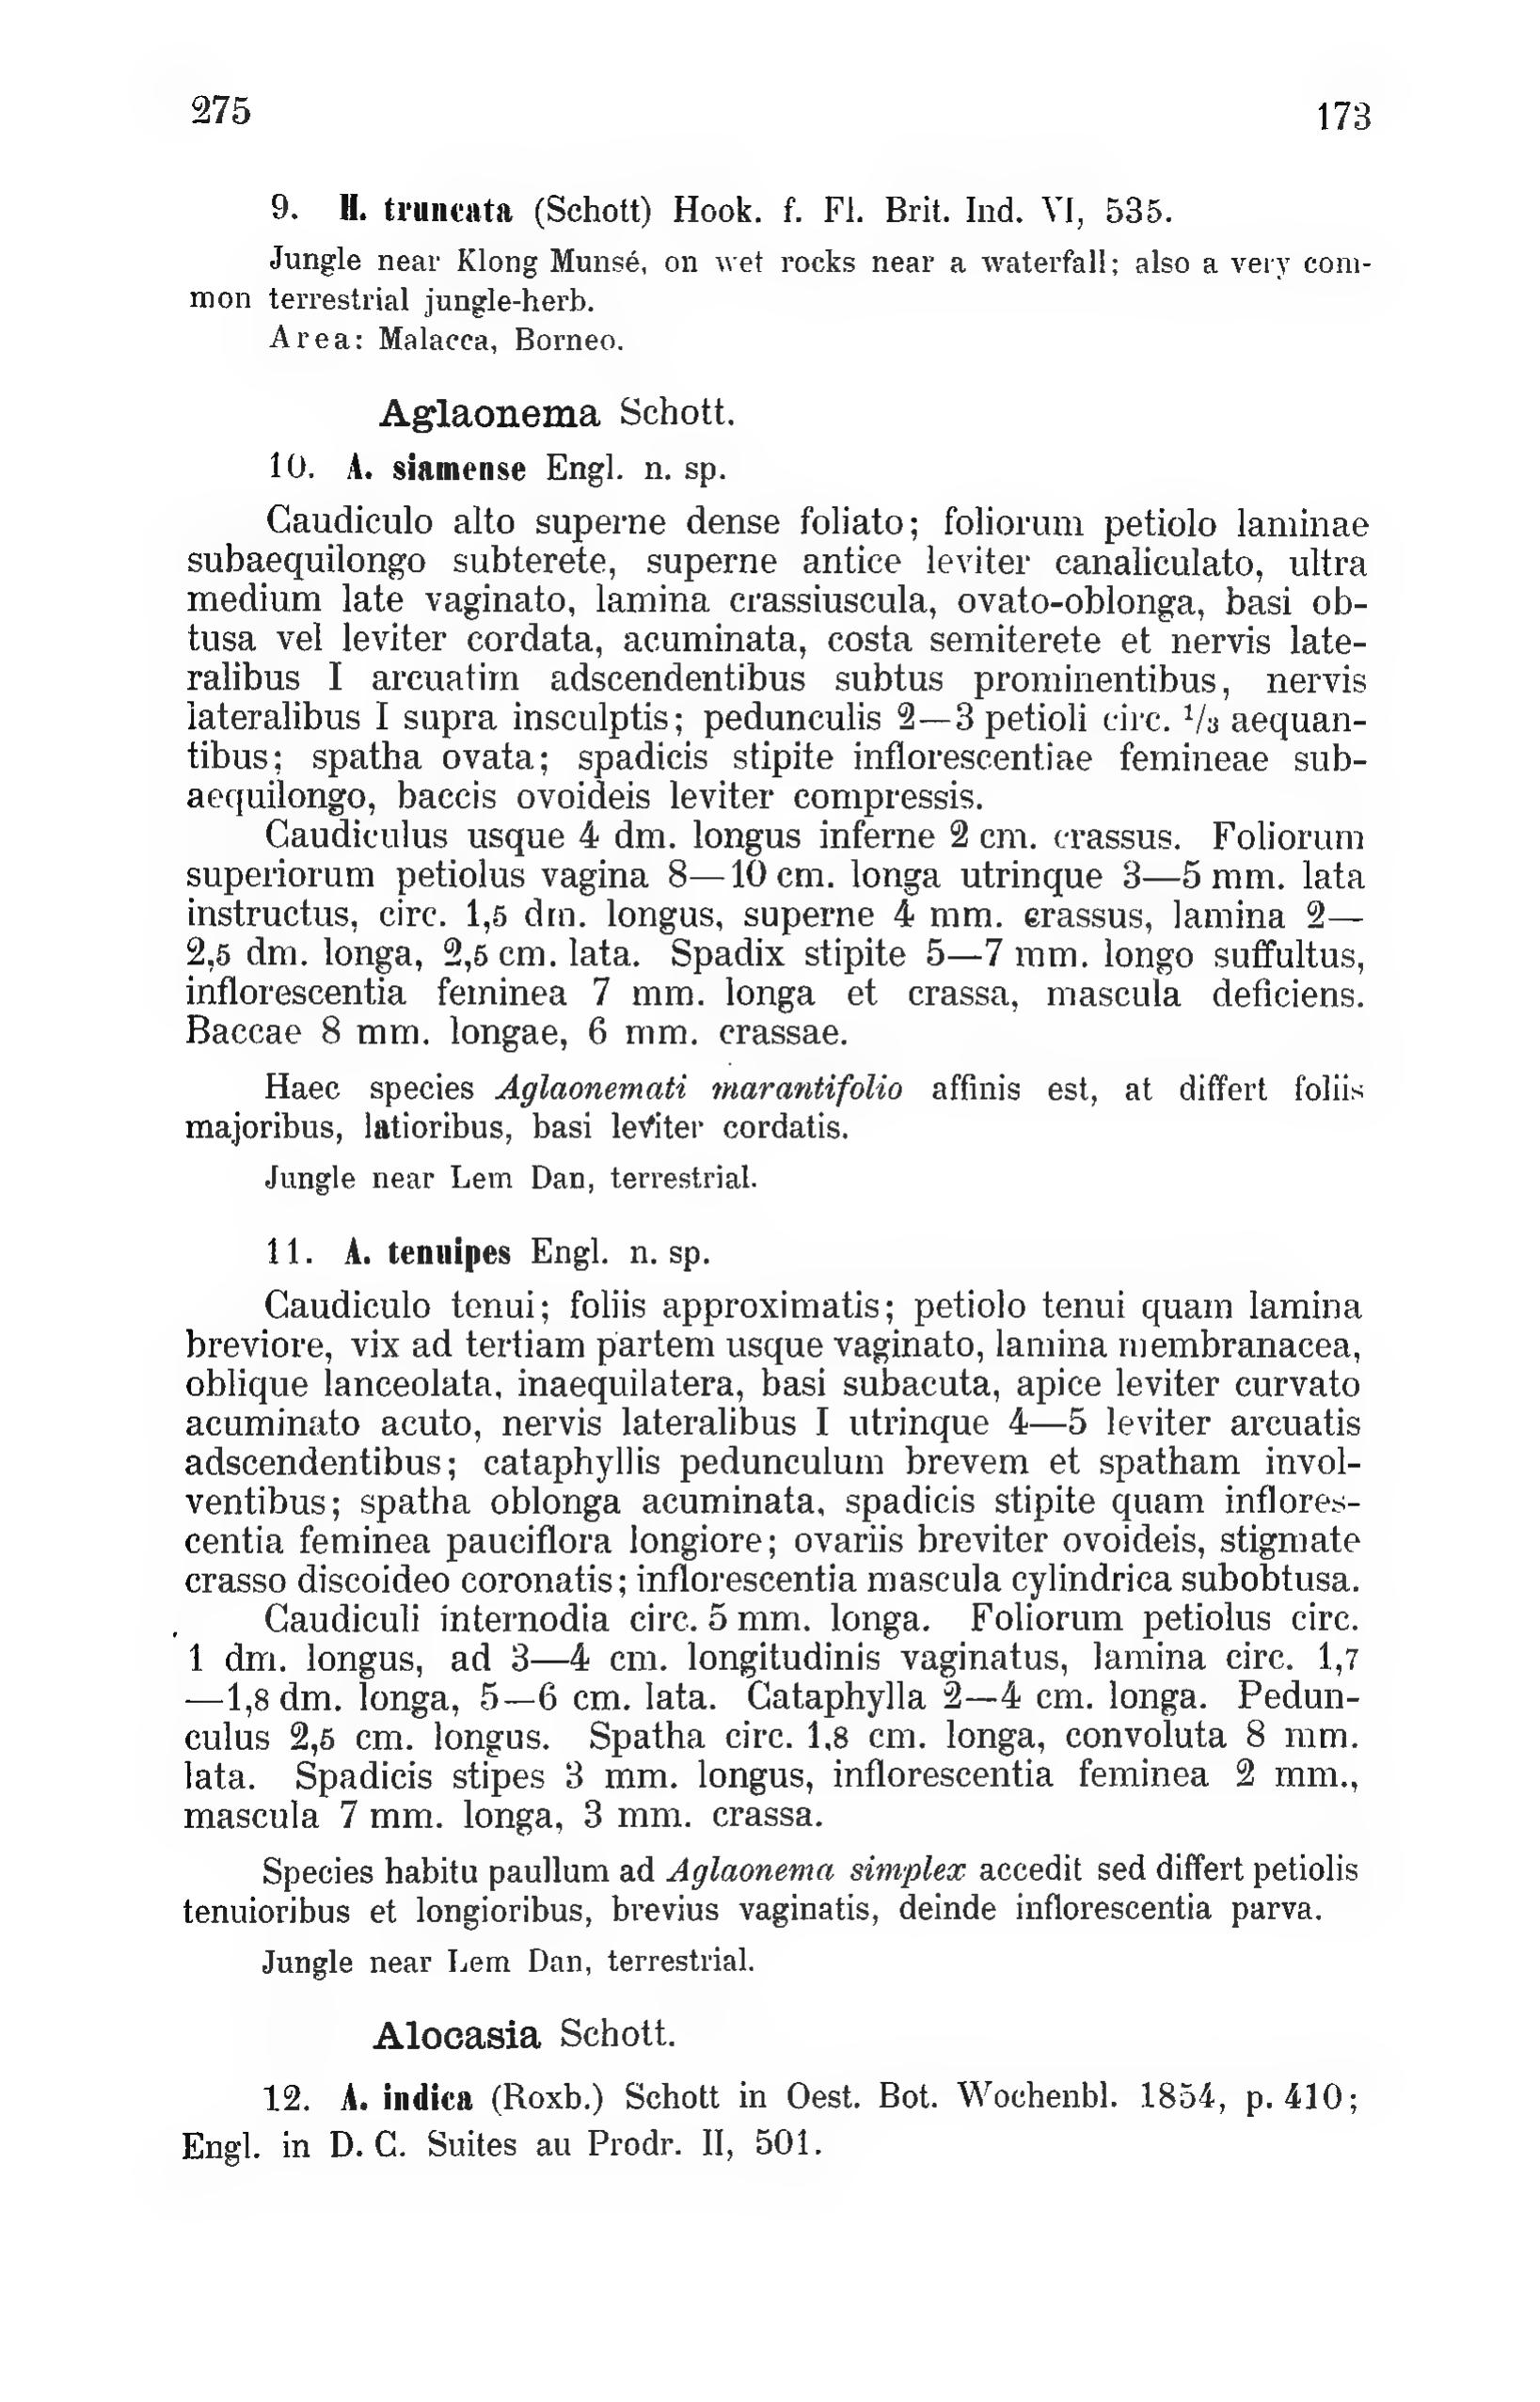 275 173
9. H. truncata (Schott) Hook. f. Fl. Brit. Ind. VI, 535.
Jungle near Klong Munsé, on wet rocks near a waterfall; also a very com-
mon terrestrial jungle-herb.
Area: Malacca, Borneo.
Aglaonema Schott.
10. A. siamense Engl. n. sp.
Caudiculo alto superne dense foliato; foliorum petiolo laminae
subaequilongo subterete, superne antice leviter canaliculato, ultra
medium late vaginato, lamina crassiuscula, ovato-oblonga, basi ob-
tusa vel leviter cordata, acuminata, costa semiterete et nervis late-
ralibus I arcuatim adscendentibus subtus prominentibus, nervis
lateralibus I supra insculptis; pedunculis 2—3 petioli circ. 1/3 aequan-
tibus; spatha ovata; spadicis stipite inflorescentiae femineae sub-
aequilongo, baccis ovoideis leviter compressis.
Caudiculus usque 4 dm. longus inferne 2 cm. crassus. Foliorum
superiorum petiolus vagina 8—10 cm. longa utrinque 3—5 mm. lata
instructus, circ. 1,5 dm. longus, superne 4 mm. crassus, lamina 2—
2,5 dm. longa, 2,5 cm. lata. Spadix stipite 5—7 mm. longo suffultus,
inflorescentia feminea 7 mm. longa et crassa, mascula deficiens.
Baccae 8 mm. longae, 6 mm. crassae.
Haec species Aglaonemati marantifolio affinis est, at differt foliis
majoribus, latioribus, basi leviter cordatis.
Jungle near Lem Dan, terrestrial.
11. A. tenuipes Engl. n. sp.
Caudiculo tenui; foliis approximatis; petiolo tenui quam lamina
breviore, vix ad tertiam partem usque vaginato, lamina membranacea,
oblique lanceolata, inaequilatera, basi subacuta, apice leviter curvato
acuminato acuto, nervis lateralibus I utrinque 4—5 leviter arcuatis
adscendentibus; cataphyllis pedunculum brevem et spatham invol-
ventibus; spatha oblonga acuminata, spadicis stipite quam inflores-
centia feminea pauciflora longiore; ovariis breviter ovoideis, stigmate
crasso discoideo coronatis; inflorescentia mascula cylindrica subobtusa.
Caudiculi internodia circ. 5 mm. longa. Foliorum petiolus circ.
1 dm. longus, ad 3—4 cm. longitudinis vaginatus, lamina circ. 1,7
—1,8 dm. longa, 5—6 cm. lata. Cataphylla 2—4 cm. longa. Pedun-
culus 2,5 cm. longus. Spatha circ. 1,8 cm. longa, convoluta 8 mm.
lata. Spadicis stipes 3 mm. longus, inflorescentia feminea 2 mm.,
mascula 7 mm. longa, 3 mm. crassa.
Species habitu paullum ad Aglaonema simplex accedit sed differt petiolis
tenuioribus et longioribus, brevius vaginatis, deinde inflorescentia parva.
Jungle near Lem Dan, terrestrial.
Alocasia Schott.
12. A. indica (Roxb.) Schott in Oest. Bot. Wochenbl. 1854, p. 410;
Engl. in D. C. Suites au Prodr. II, 501.